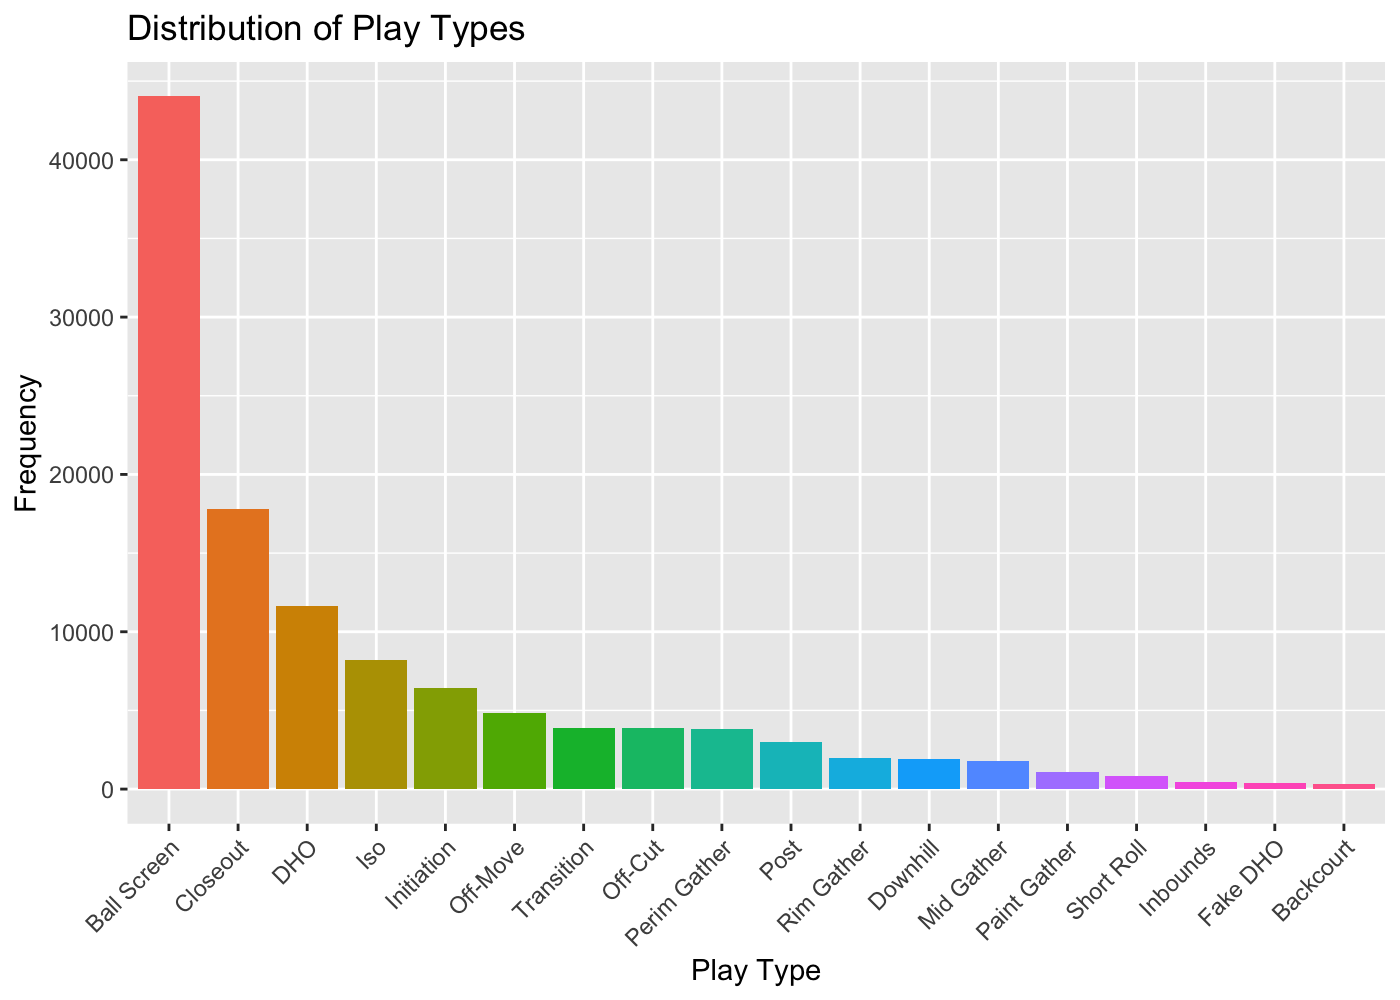 Distribution of Play Types
Frequency
40000
30000
20000
10000
0
Ball Screen
Closeout
DHO
Iso
Initiation
Off-Move
Transition
Off-Cut
Perim Gather
Post
Rim Gather
Downhill
Mid Gather
Paint Gather
Short Roll
Inbounds
Fake DHO
Backcourt
Play Type